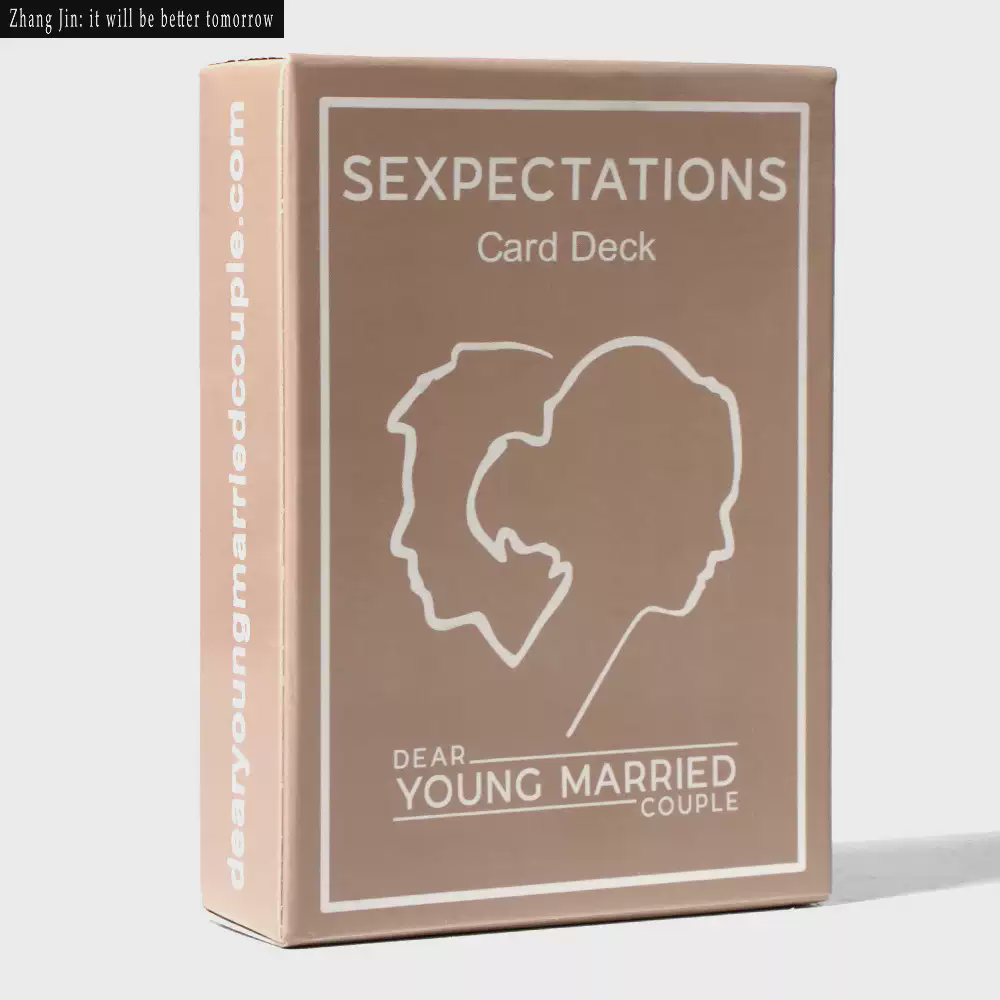 Zhang Jin: it will be better tomorrow
SEXPECTATIONS
Card Deck
DEAR
YOUNG MARRIED
COUPLE
dearyoungmarriedcouple.com